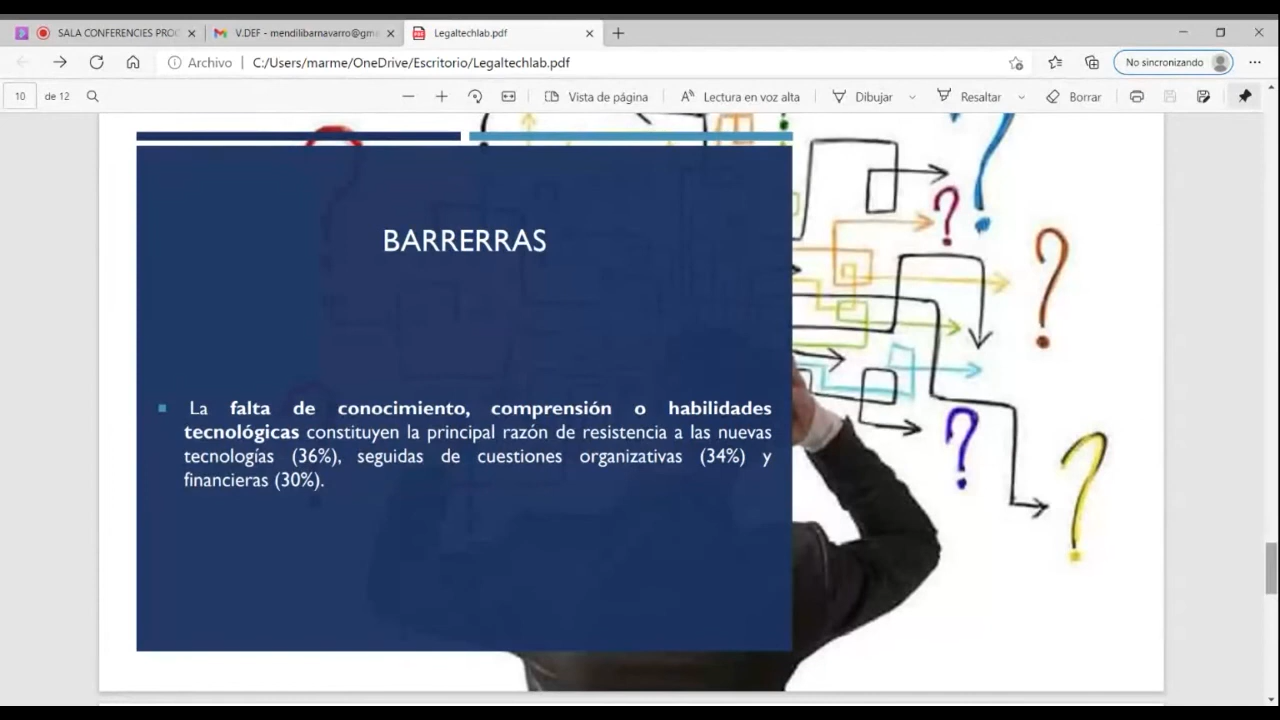 SALA CONFERENCIES PROC
V.DEF - mendilibarnavarro@gma
Legaltechlab.pdf
Archivo
C:/Users/marme/OneDrive/Escritorio/Legaltechlab.pdf
No sincronizando
10
de 12
Vista de página
Lectura en voz alta
Dibujar
Resaltar
Borrar
BARRERRAS
La falta de conocimiento, comprensión o habilidades
tecnológicas constituyen la principal razón de resistencia a las nuevas
tecnologías (36%), seguidas de cuestiones organizativas (34%) y
financieras (30%).